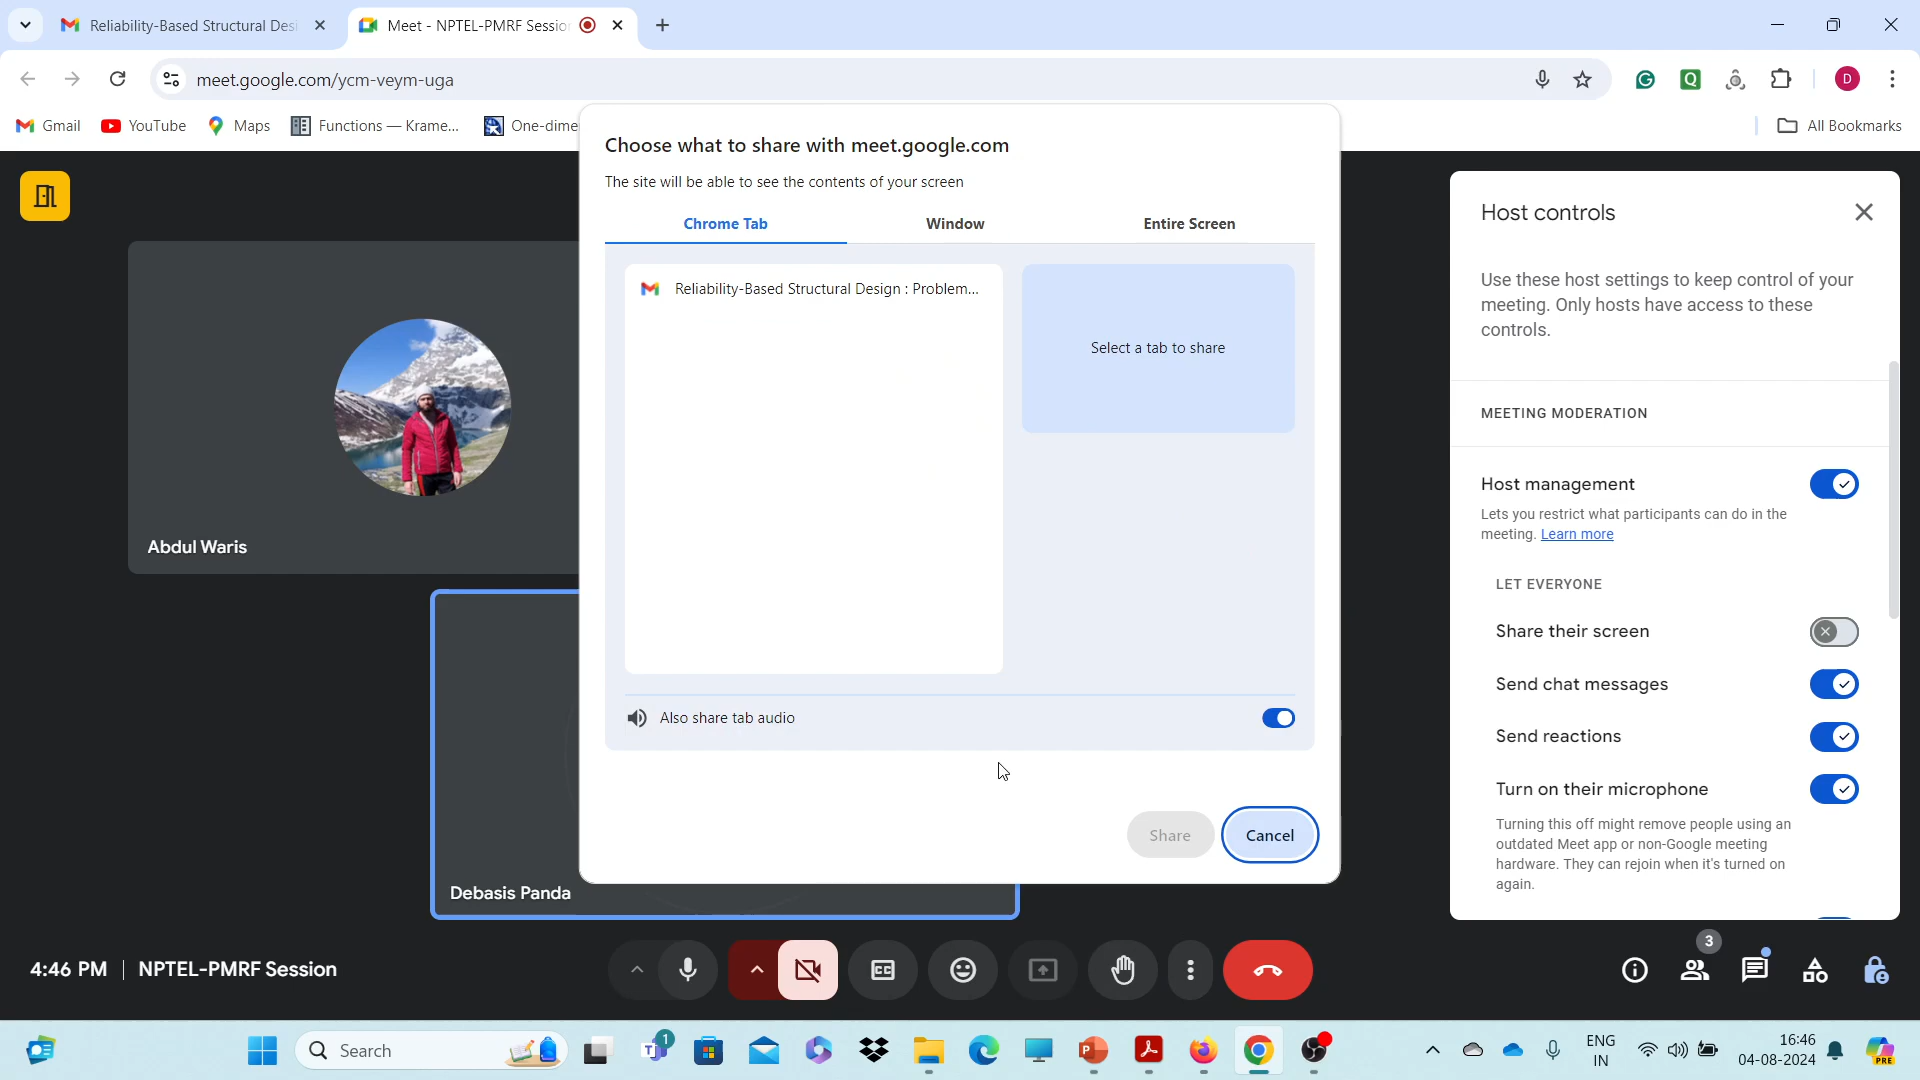 Reliability-Based Structural Desi
Meet - NPTEL-PMRF Session
meet.google.com/ycm-veym-uga
D
Gmail
YouTube
Maps
Functions — Krame...
One-dime
All Bookmarks
Choose what to share with meet.google.com
The site will be able to see the contents of your screen
Chrome Tab
Window
Entire Screen
Reliability-Based Structural Design : Problem...
Select a tab to share
Also share tab audio
Share
Cancel
Abdul Waris
Debasis Panda
Host controls
Use these host settings to keep control of your
meeting. Only hosts have access to these
controls.
MEETING MODERATION
Host management
Lets you restrict what participants can do in the
meeting. Learn more
LET EVERYONE
Share their screen
Send chat messages
Send reactions
Turn on their microphone
Turning this off might remove people using an
outdated Meet app or non-Google meeting
hardware. They can rejoin when it's turned on
again.
4:46 PM | NPTEL-PMRF Session
3
Search
1
ENG
IN
16:46
04-08-2024
PRE